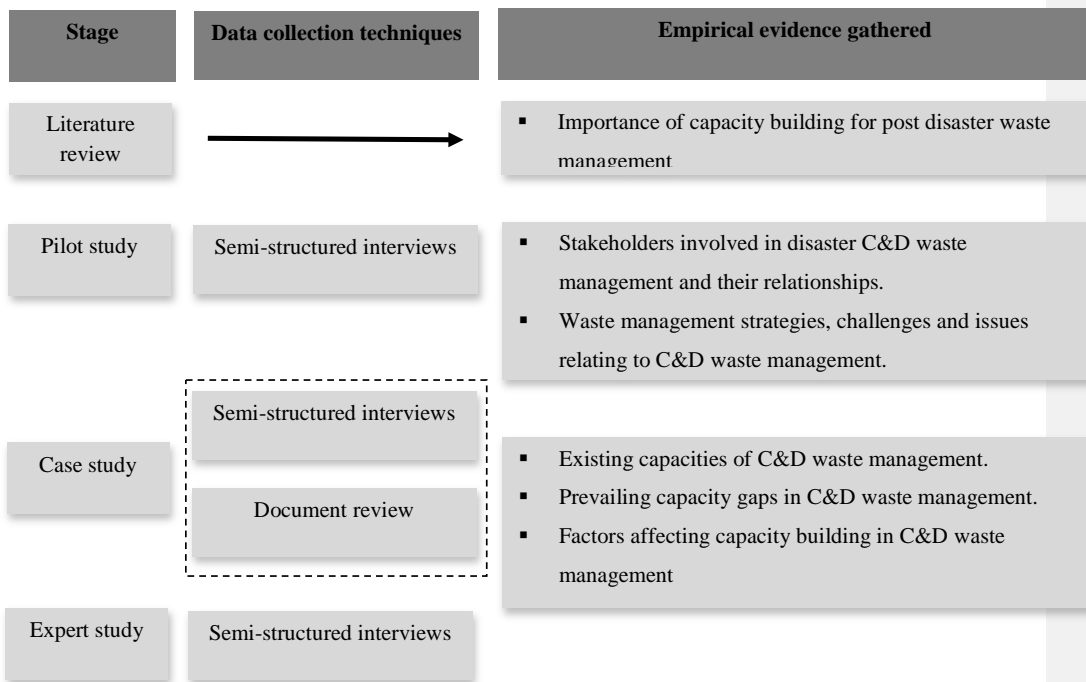 Stage
Data collection techniques
Empirical evidence gathered
Literature
review
▪ Importance of capacity building for post disaster waste
management
Pilot study
Semi-structured interviews
▪ Stakeholders involved in disaster C&D waste
management and their relationships.
▪ Waste management strategies, challenges and issues
relating to C&D waste management.
Case study
Semi-structured interviews
Document review
▪ Existing capacities of C&D waste management.
▪ Prevailing capacity gaps in C&D waste management.
▪ Factors affecting capacity building in C&D waste
management
Expert study
Semi-structured interviews